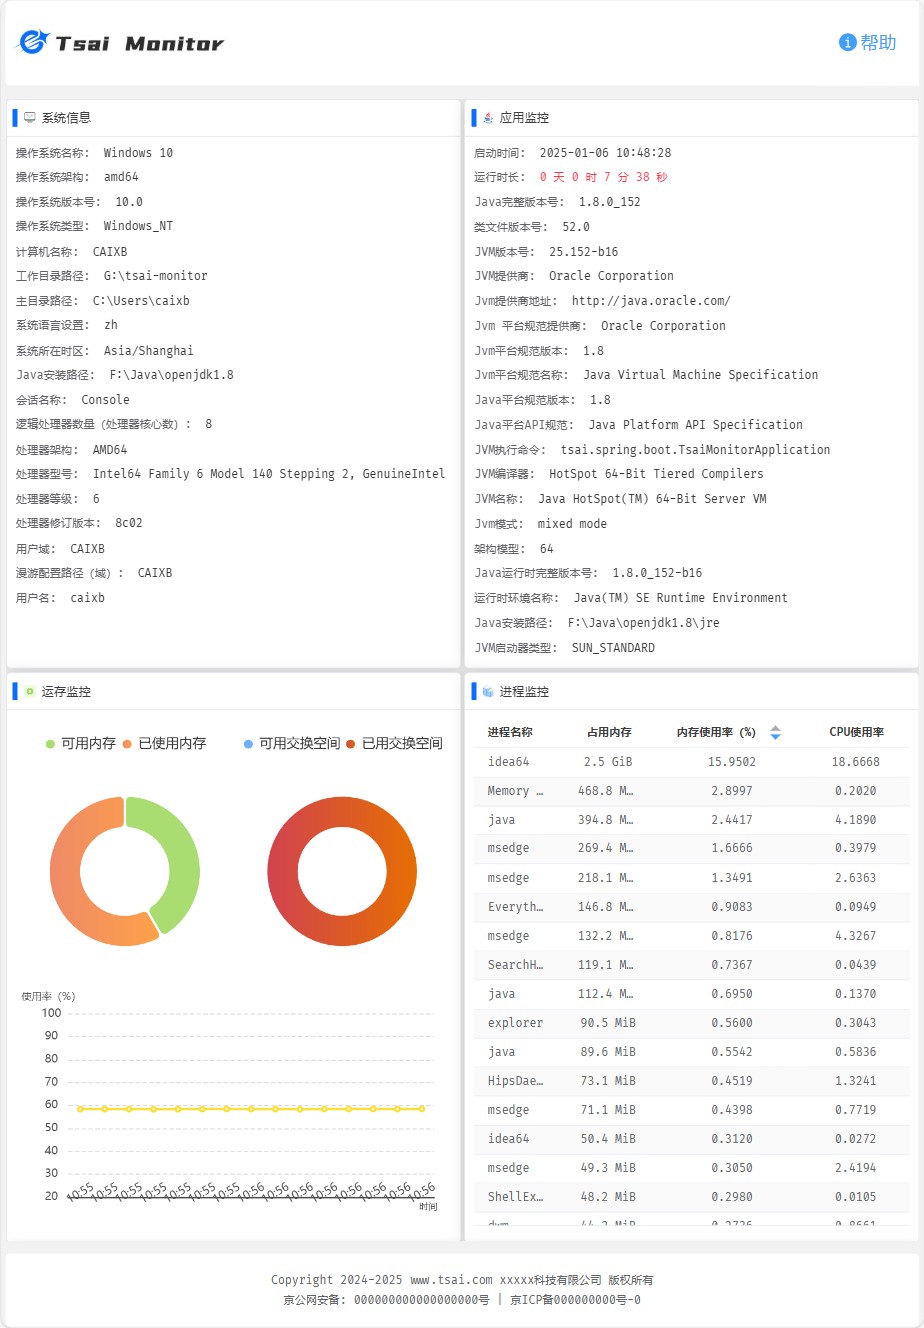 Tsai Monitor
帮助
系统信息
操作系统名称： Windows 10
操作系统架构： amd64
操作系统版本号： 10.0
操作系统类型： Windows_NT
计算机名称： CAIXB
工作目录路径： G:\tsai-monitor
主目录路径： C:\Users\caixb
系统语言设置： zh
系统所在时区： Asia/Shanghai
Java安装路径： F:\Java\openjdk1.8
会话名称： Console
逻辑处理器数量（处理器核心数）： 8
处理器架构： AMD64
处理器型号： Intel64 Family 6 Model 140 Stepping 2, GenuineIntel
处理器等级： 6
处理器修订版本： 8c02
用户域： CAIXB
漫游配置路径（域）： CAIXB
用户名： caixb
应用监控
启动时间： 2025-01-06 10:48:28
运行时长： 0 天 0 时 7 分 38 秒
Java完整版本号： 1.8.0_152
类文件版本号： 52.0
JVM版本号： 25.152-b16
JVM提供商： Oracle Corporation
Jvm提供商地址： http://java.oracle.com/
Jvm 平台规范提供商： Oracle Corporation
Jvm平台规范版本： 1.8
Jvm平台规范名称： Java Virtual Machine Specification
Java平台规范版本： 1.8
Java平台API规范： Java Platform API Specification
JVM执行命令： tsai.spring.boot.TsaiMonitorApplication
JVM编译器： HotSpot 64-Bit Tiered Compilers
JVM名称： Java HotSpot(TM) 64-Bit Server VM
Jvm模式： mixed mode
架构模型： 64
Java运行时完整版本号： 1.8.0_152-b16
运行时环境名称： Java(TM) SE Runtime Environment
Java安装路径： F:\Java\openjdk1.8\jre
JVM启动器类型： SUN_STANDARD
运存监控
可用内存 已使用内存 可用交换空间 已用交换空间
使用率（%）
100
90
80
70
60
50
40
30
20
10:55 10:55 10:55 10:55 10:55 10:55 10:55 10:56 10:56 10:56 10:56 10:56 10:56 10:56 10:56
时间
进程监控
进程名称 占用内存 内存使用率（%） CPU使用率
idea64 2.5 GiB 15.9502 18.6668
Memory … 468.8 M… 2.8997 0.2020
java 394.8 M… 2.4417 4.1890
msedge 269.4 M… 1.6666 0.3979
msedge 218.1 M… 1.3491 2.6363
Everyth… 146.8 M… 0.9083 0.0949
msedge 132.2 M… 0.8176 4.3267
SearchH… 119.1 M… 0.7367 0.0439
java 112.4 M… 0.6950 0.1370
explorer 90.5 MiB 0.5600 0.3043
java 89.6 MiB 0.5542 0.5836
HipsDae… 73.1 MiB 0.4519 1.3241
msedge 71.1 MiB 0.4398 0.7719
idea64 50.4 MiB 0.3120 0.0272
msedge 49.3 MiB 0.3050 2.4194
ShellEx… 48.2 MiB 0.2980 0.0105
Copyright 2024-2025 www.tsai.com xxxxx科技有限公司 版权所有
京公网安备: 000000000000000000号 | 京ICP备000000000号-0